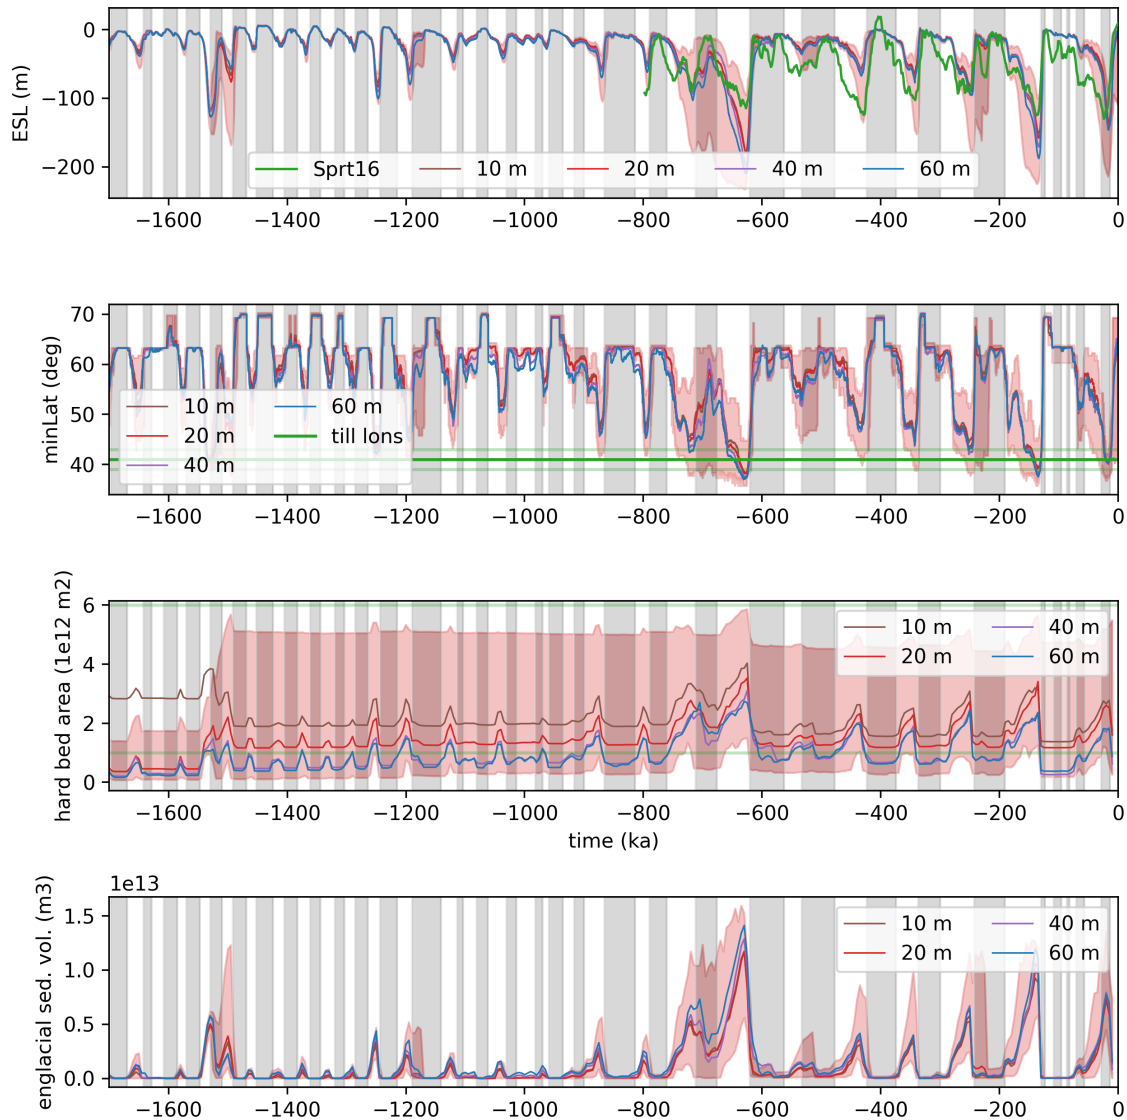 0
−100
−200
ESL (m)
Sprt16 10 m 20 m 40 m 60 m
−1600 −1400 −1200 −1000 −800 −600 −400 −200 0
70
60
50
40
minLat (deg)
10 m 60 m
20 m till lons
40 m
−1600 −1400 −1200 −1000 −800 −600 −400 −200 0
6
4
2
0
hard bed area (1e12 m2)
10 m 40 m
20 m 60 m
−1600 −1400 −1200 −1000 −800 −600 −400 −200 0
time (ka)
1e13
1.5
1.0
0.5
0.0
englacial sed. vol. (m3)
10 m 40 m
20 m 60 m
−1600 −1400 −1200 −1000 −800 −600 −400 −200 0